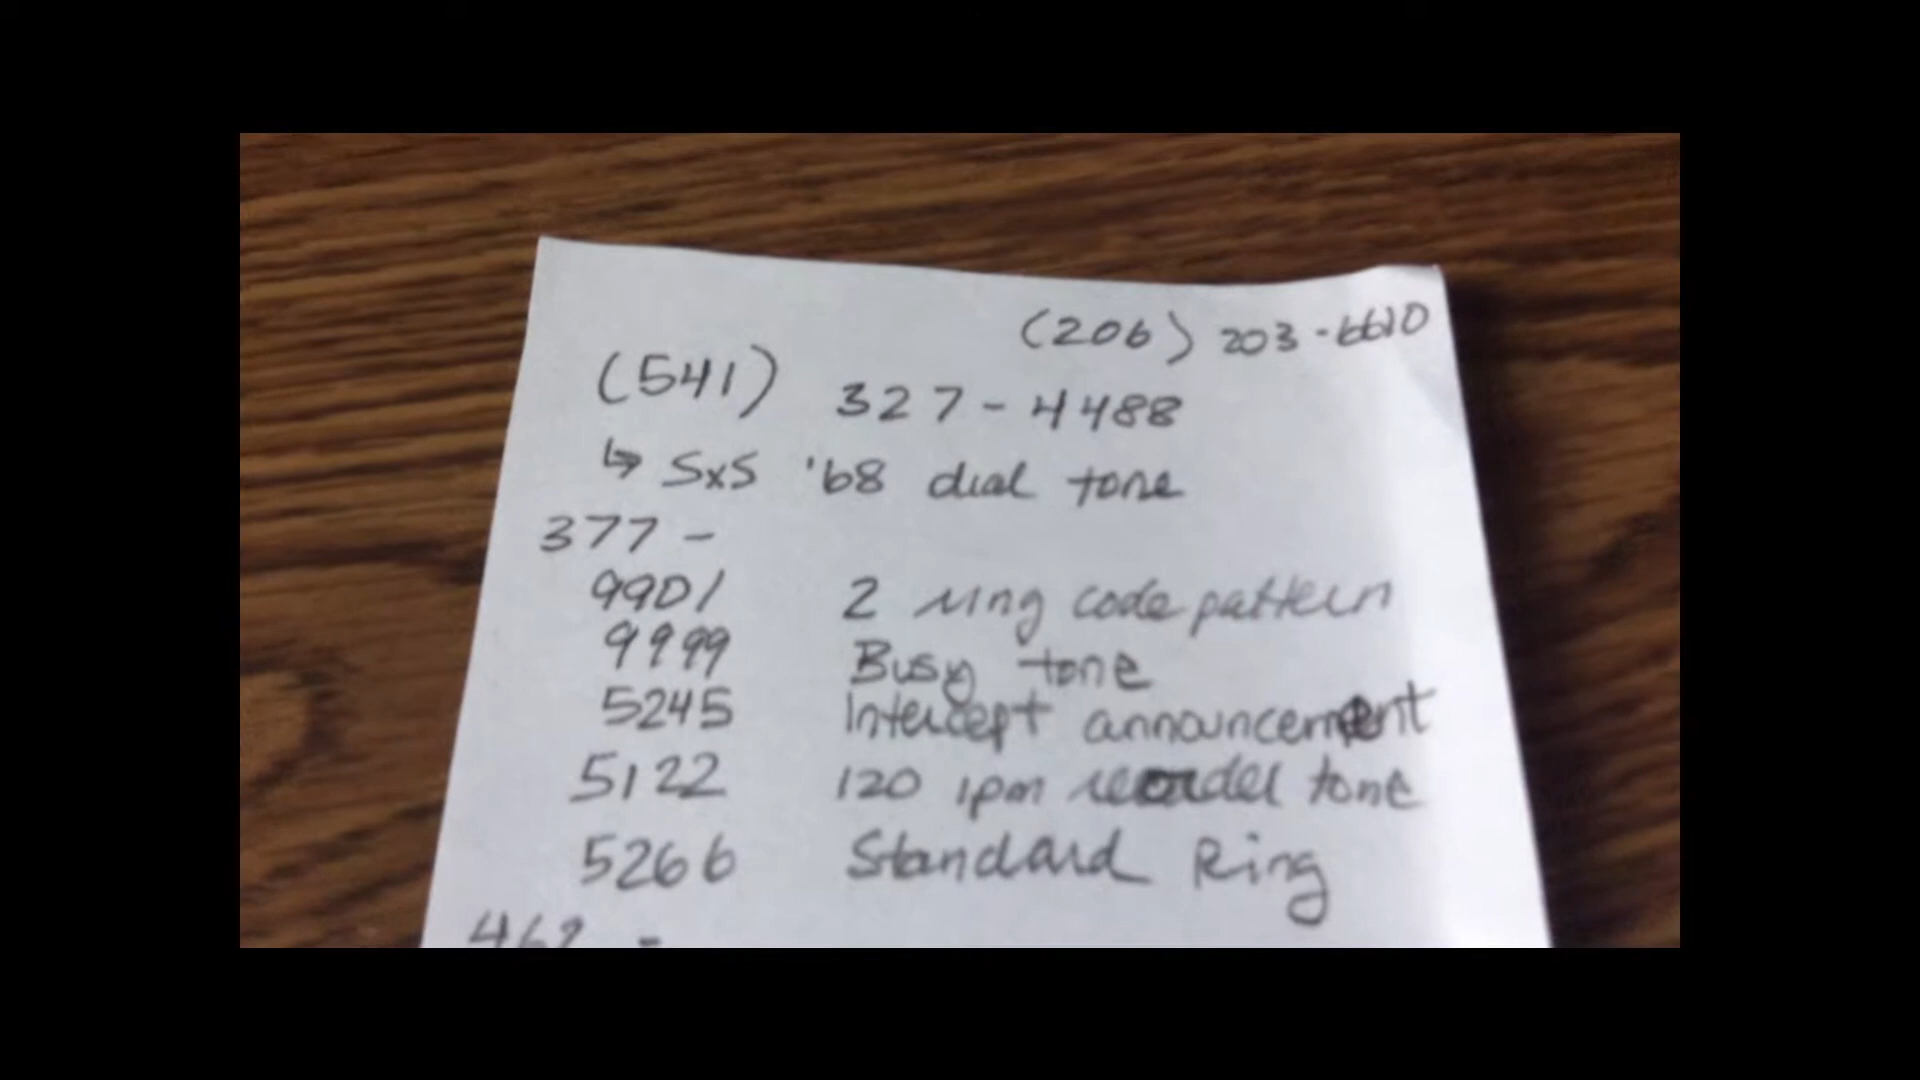 (206) 203-6610
(541) 327-4488
↳ SxS '68 dial tone
377-
9901 2 ring code pattern
9999 Busy tone
5245 Intercept announcement
5122 120 ipm reorder tone
5266 Standard Ring